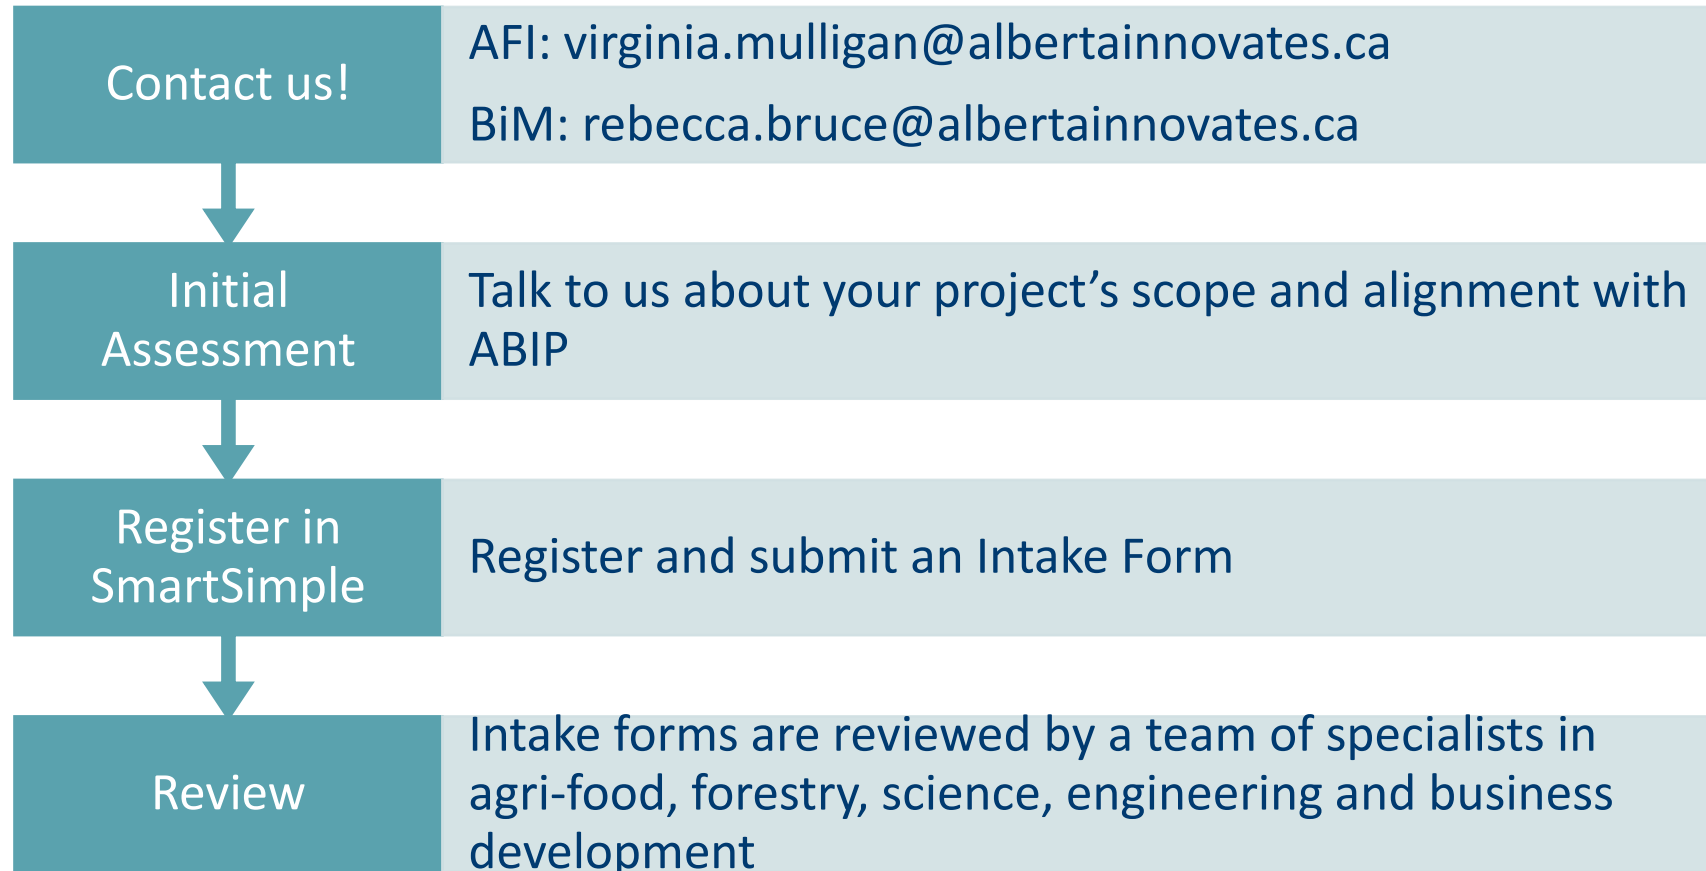 Contact us!
AFI: virginia.mulligan@albertainnovates.ca
BiM: rebecca.bruce@albertainnovates.ca
Initial
Assessment
Talk to us about your project’s scope and alignment with
ABIP
Register in
SmartSimple
Register and submit an Intake Form
Review
Intake forms are reviewed by a team of specialists in
agri-food, forestry, science, engineering and business
development